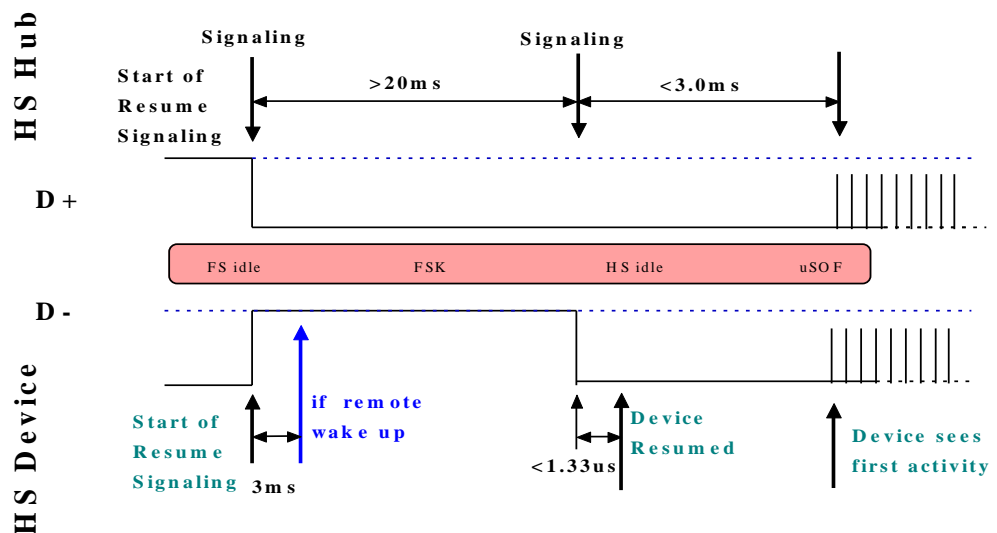 HS Hub
Signaling
Signaling
Start of
Resume
Signaling
>20ms
<3.0ms
D+
FS idle
FSK
HS idle
uSOF
D-
HS Device
if remote
wake up
Start of
Resume
Signaling
3ms
<1.33us
Device
Resumed
Device sees
first activity